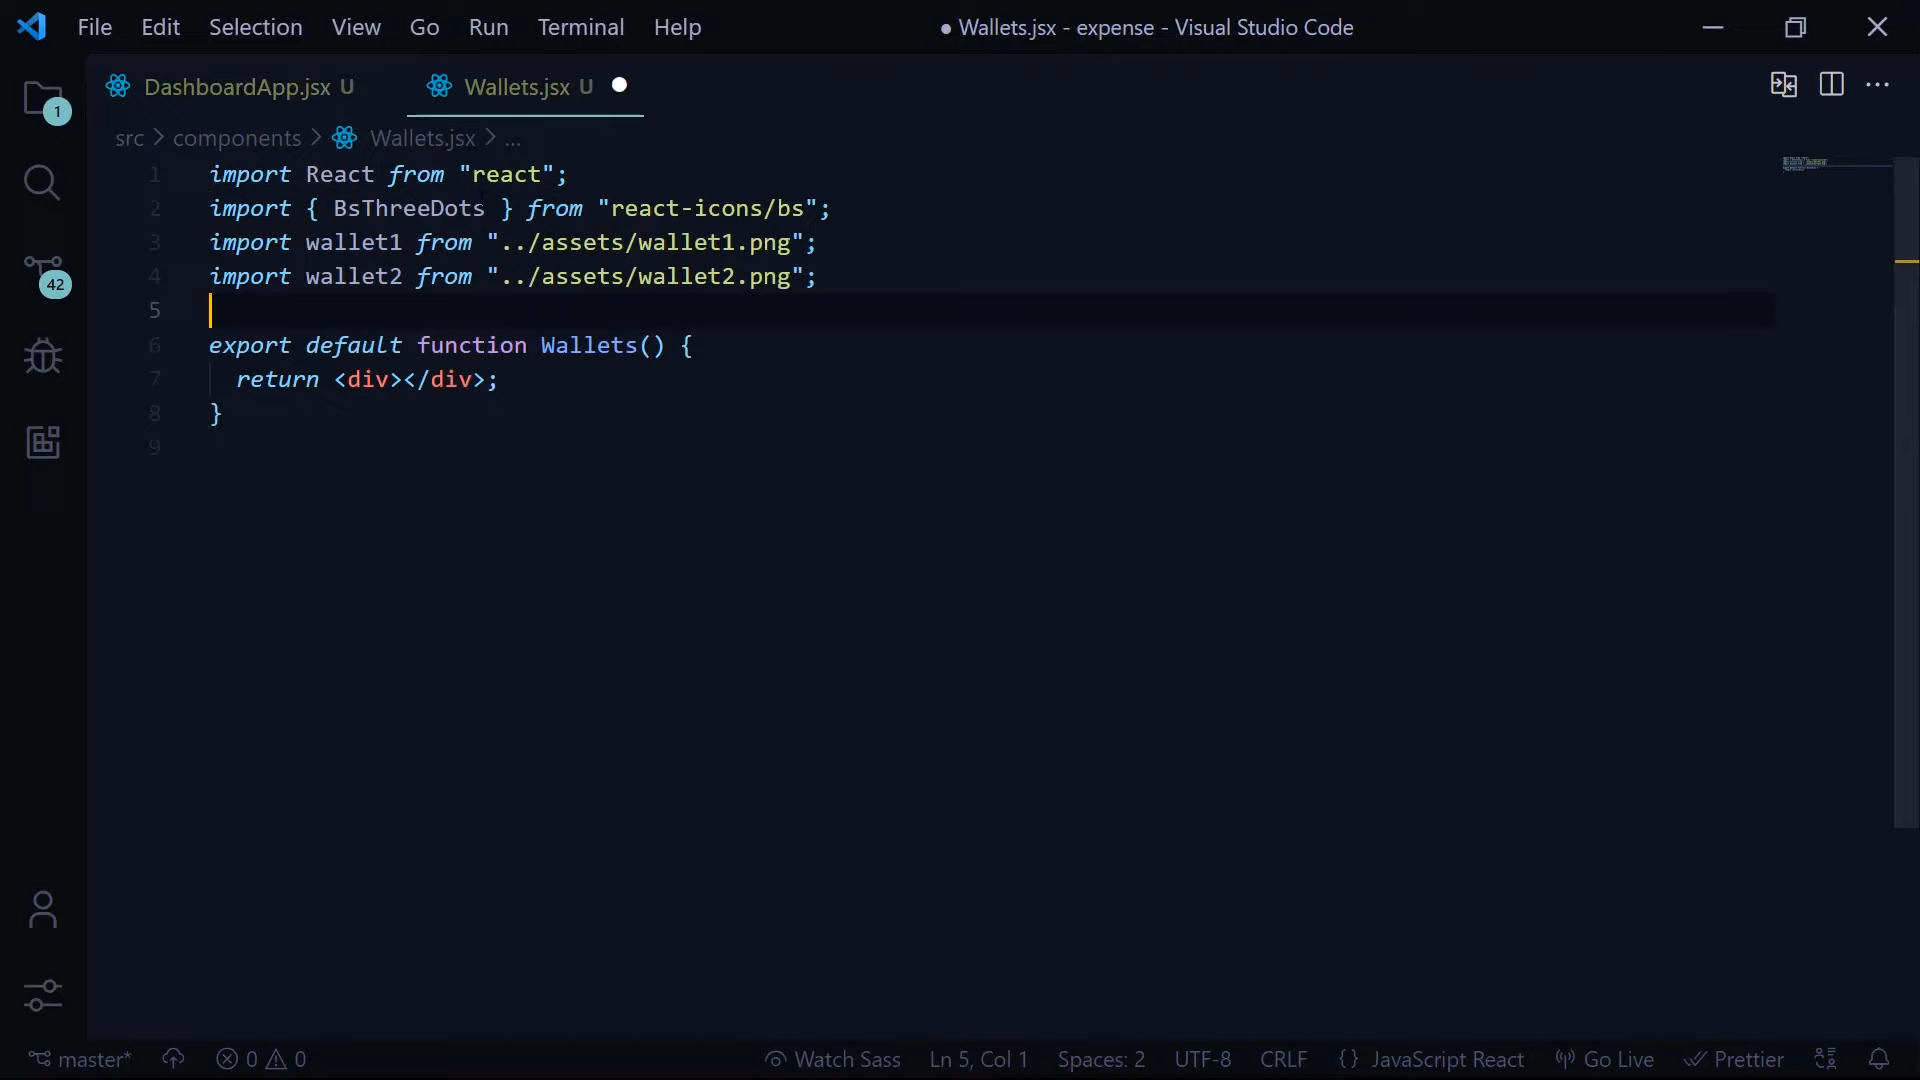 File Edit Selection View Go Run Terminal Help ● Wallets.jsx - expense - Visual Studio Code
DashboardApp.jsx U Wallets.jsx U
1
src > components > Wallets.jsx > ...
1 import React from "react";
2 import { BsThreeDots } from "react-icons/bs";
3 import wallet1 from "../assets/wallet1.png";
4 import wallet2 from "../assets/wallet2.png";
42
5
6 export default function Wallets() {
7 return <div></div>;
8 }
9
master* 0 0 Watch Sass Ln 5, Col 1 Spaces: 2 UTF-8 CRLF {} JavaScript React Go Live Prettier